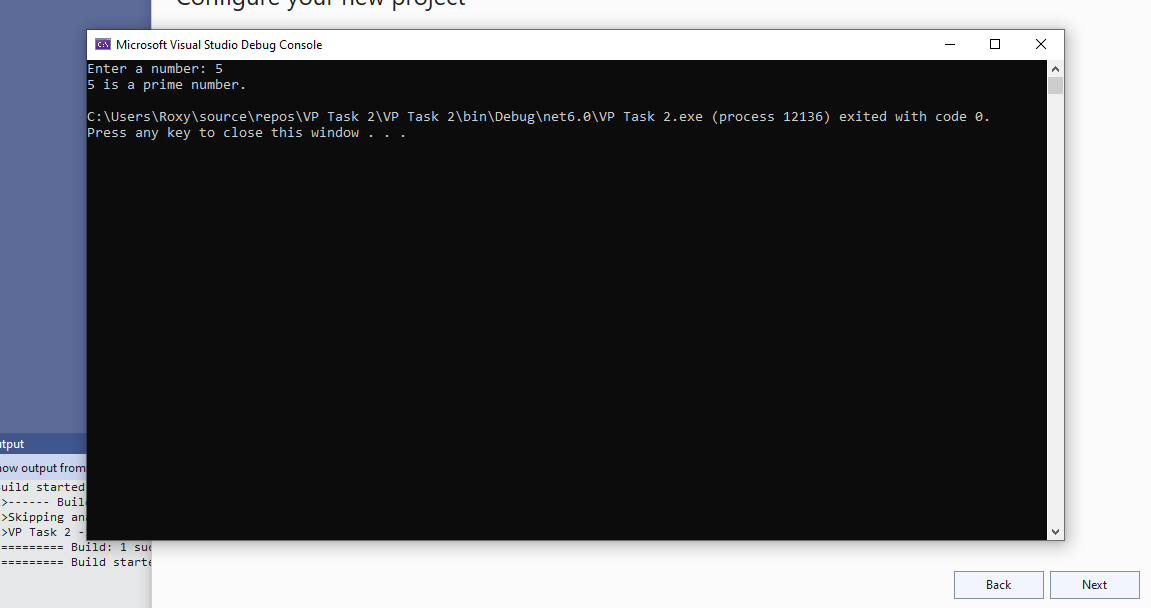 Configure your new project
Microsoft Visual Studio Debug Console
Enter a number: 5
5 is a prime number.
C:\Users\Roxy\source\repos\VP Task 2\VP Task 2\bin\Debug\net6.0\VP Task 2.exe (process 12136) exited with code 0.
Press any key to close this window . . .
utput
how output from:
uild started
>------ Buil
>Skipping an
>VP Task 2 -
========= Build: 1 suc
========= Build starte
Back
Next